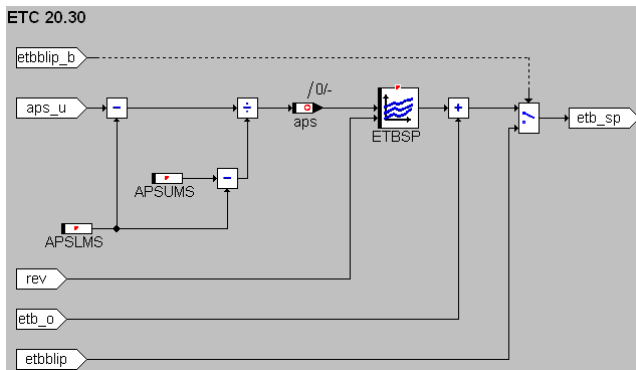 ETC 20.30
etbblip_b
/0/-
aps_u
aps
ETBSP
etb_sp
APSUMS
APSLMS
rev
etb_o
etbblip